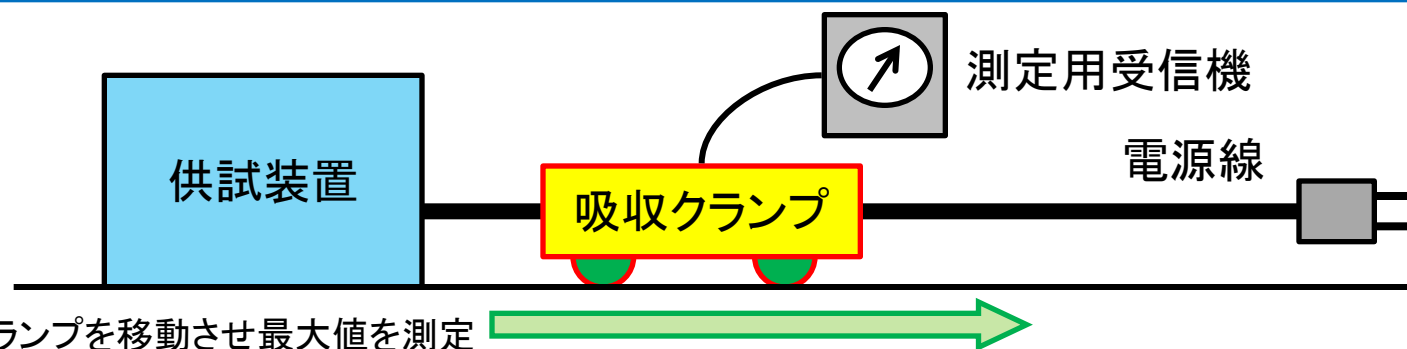 測定用受信機
電源線
供試装置
吸収クランプ
ランプを移動させ最大値を測定